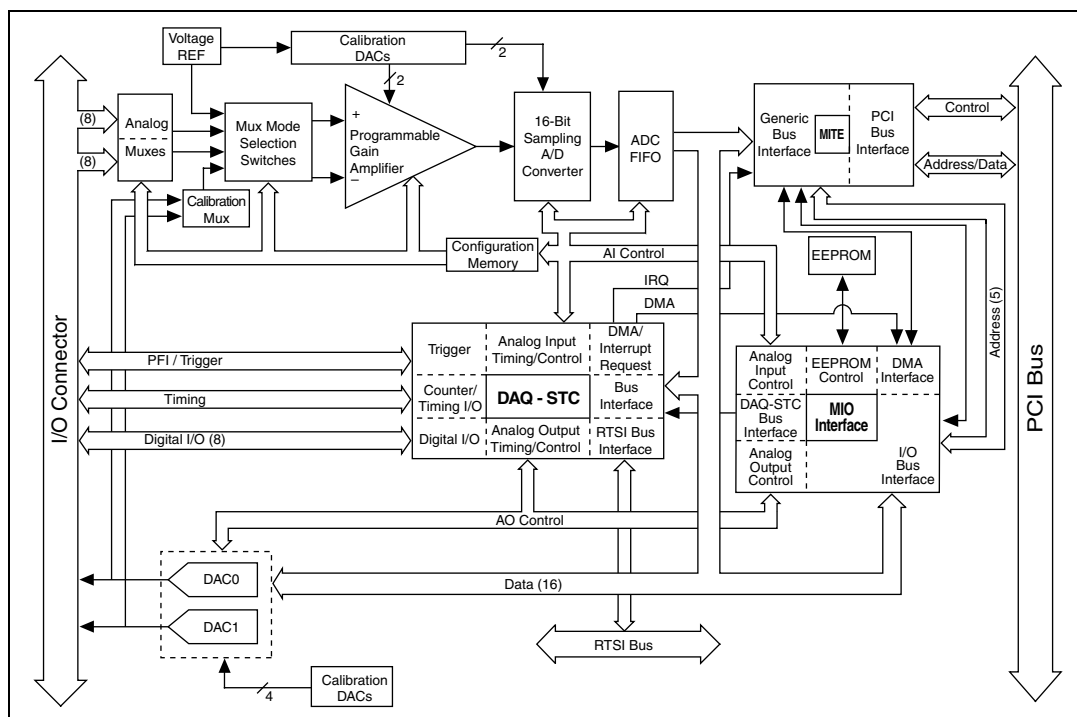 Voltage
REF
Calibration
DACs
2
2
(8)
(8)
Analog
Muxes
Mux Mode
Selection
Switches
+
Programmable
Gain
Amplifier
–
16-Bit
Sampling
A/D
Converter
ADC
FIFO
Generic
Bus
Interface
MITE
PCI
Bus
Interface
Control
Address/Data
Calibration
Mux
Configuration
Memory
AI Control
EEPROM
IRQ
DMA
Address (5)
I/O Connector
PCI Bus
PFI / Trigger
Timing
Digital I/O (8)
Trigger
Analog Input
Timing/Control
DMA/
Interrupt
Request
Counter/
Timing I/O
DAQ - STC
Bus
Interface
Digital I/O
Analog Output
Timing/Control
RTSI Bus
Interface
Analog
Input
Control
EEPROM
Control
DMA
Interface
DAQ-STC
Bus
Interface
MIO
Interface
Analog
Output
Control
I/O
Bus
Interface
AO Control
DAC0
DAC1
Data (16)
RTSI Bus
4
Calibration
DACs